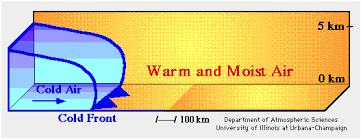 5 km
Warm and Moist Air
0 km
Cold Air
Cold Front
100 km
Department of Atmospheric Sciences
University of Illinois at Urbana-Champaign